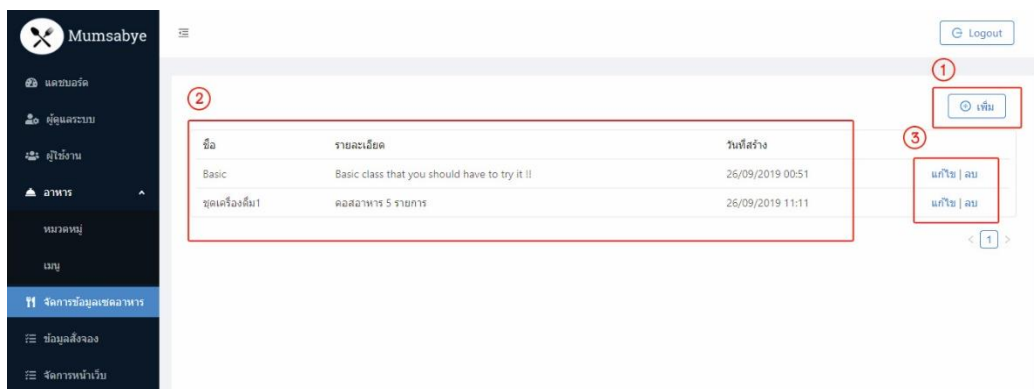 Mumsabye
Logout
แดชบอร์ด
ผู้ดูแลระบบ
ผู้ใช้งาน
อาหาร
หมวดหมู่
เมนู
จัดการข้อมูลเซตอาหาร
ข้อมูลสั่งจอง
จัดการหน้าเว็บ
1
เพิ่ม
2
3
ชื่อ รายละเอียด วันที่สร้าง
Basic Basic class that you should have to try it !! 26/09/2019 00:51 แก้ไข | ลบ
ชุดเครื่องดื่ม1 คอสอาหาร 5 รายการ 26/09/2019 11:11 แก้ไข | ลบ
< 1 >